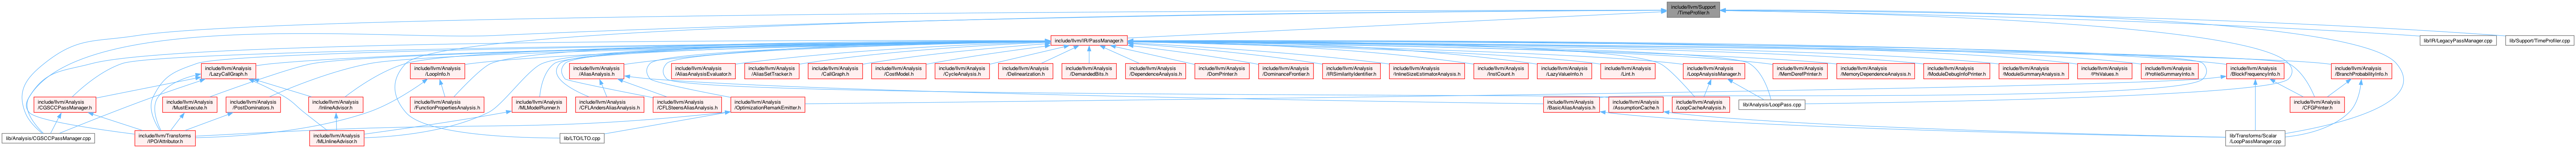 include/llvm/Support
/TimeProfiler.h
include/llvm/IR/PassManager.h
lib/IR/LegacyPassManager.cpp
lib/Support/TimeProfiler.cpp
include/llvm/Analysis
/LazyCallGraph.h
include/llvm/Analysis
/LoopInfo.h
include/llvm/Analysis
/AliasAnalysis.h
include/llvm/Analysis
/AliasAnalysisEvaluator.h
include/llvm/Analysis
/AliasSetTracker.h
include/llvm/Analysis
/CallGraph.h
include/llvm/Analysis
/CostModel.h
include/llvm/Analysis
/CycleAnalysis.h
include/llvm/Analysis
/Delinearization.h
include/llvm/Analysis
/DemandedBits.h
include/llvm/Analysis
/DependenceAnalysis.h
include/llvm/Analysis
/DomPrinter.h
include/llvm/Analysis
/DominanceFrontier.h
include/llvm/Analysis
/IRSimilarityIdentifier.h
include/llvm/Analysis
/InlineSizeEstimatorAnalysis.h
include/llvm/Analysis
/InstCount.h
include/llvm/Analysis
/LazyValueInfo.h
include/llvm/Analysis
/Lint.h
include/llvm/Analysis
/LoopAnalysisManager.h
include/llvm/Analysis
/MemDerefPrinter.h
include/llvm/Analysis
/MemoryDependenceAnalysis.h
include/llvm/Analysis
/ModuleDebugInfoPrinter.h
include/llvm/Analysis
/ModuleSummaryAnalysis.h
include/llvm/Analysis
/PhiValues.h
include/llvm/Analysis
/ProfileSummaryInfo.h
include/llvm/Analysis
/BlockFrequencyInfo.h
include/llvm/Analysis
/BranchProbabilityInfo.h
include/llvm/Analysis
/CGSCCPassManager.h
include/llvm/Analysis
/MustExecute.h
include/llvm/Analysis
/PostDominators.h
include/llvm/Analysis
/InlineAdvisor.h
include/llvm/Analysis
/FunctionPropertiesAnalysis.h
include/llvm/Analysis
/MLModelRunner.h
include/llvm/Analysis
/CFLAndersAliasAnalysis.h
include/llvm/Analysis
/CFLSteensAliasAnalysis.h
include/llvm/Analysis
/OptimizationRemarkEmitter.h
include/llvm/Analysis
/BasicAliasAnalysis.h
include/llvm/Analysis
/AssumptionCache.h
include/llvm/Analysis
/LoopCacheAnalysis.h
lib/Analysis/LoopPass.cpp
include/llvm/Analysis
/CFGPrinter.h
lib/Analysis/CGSCCPassManager.cpp
include/llvm/Transforms
/IPO/Attributor.h
include/llvm/Analysis
/MLInlineAdvisor.h
lib/LTO/LTO.cpp
lib/Transforms/Scalar
/LoopPassManager.cpp